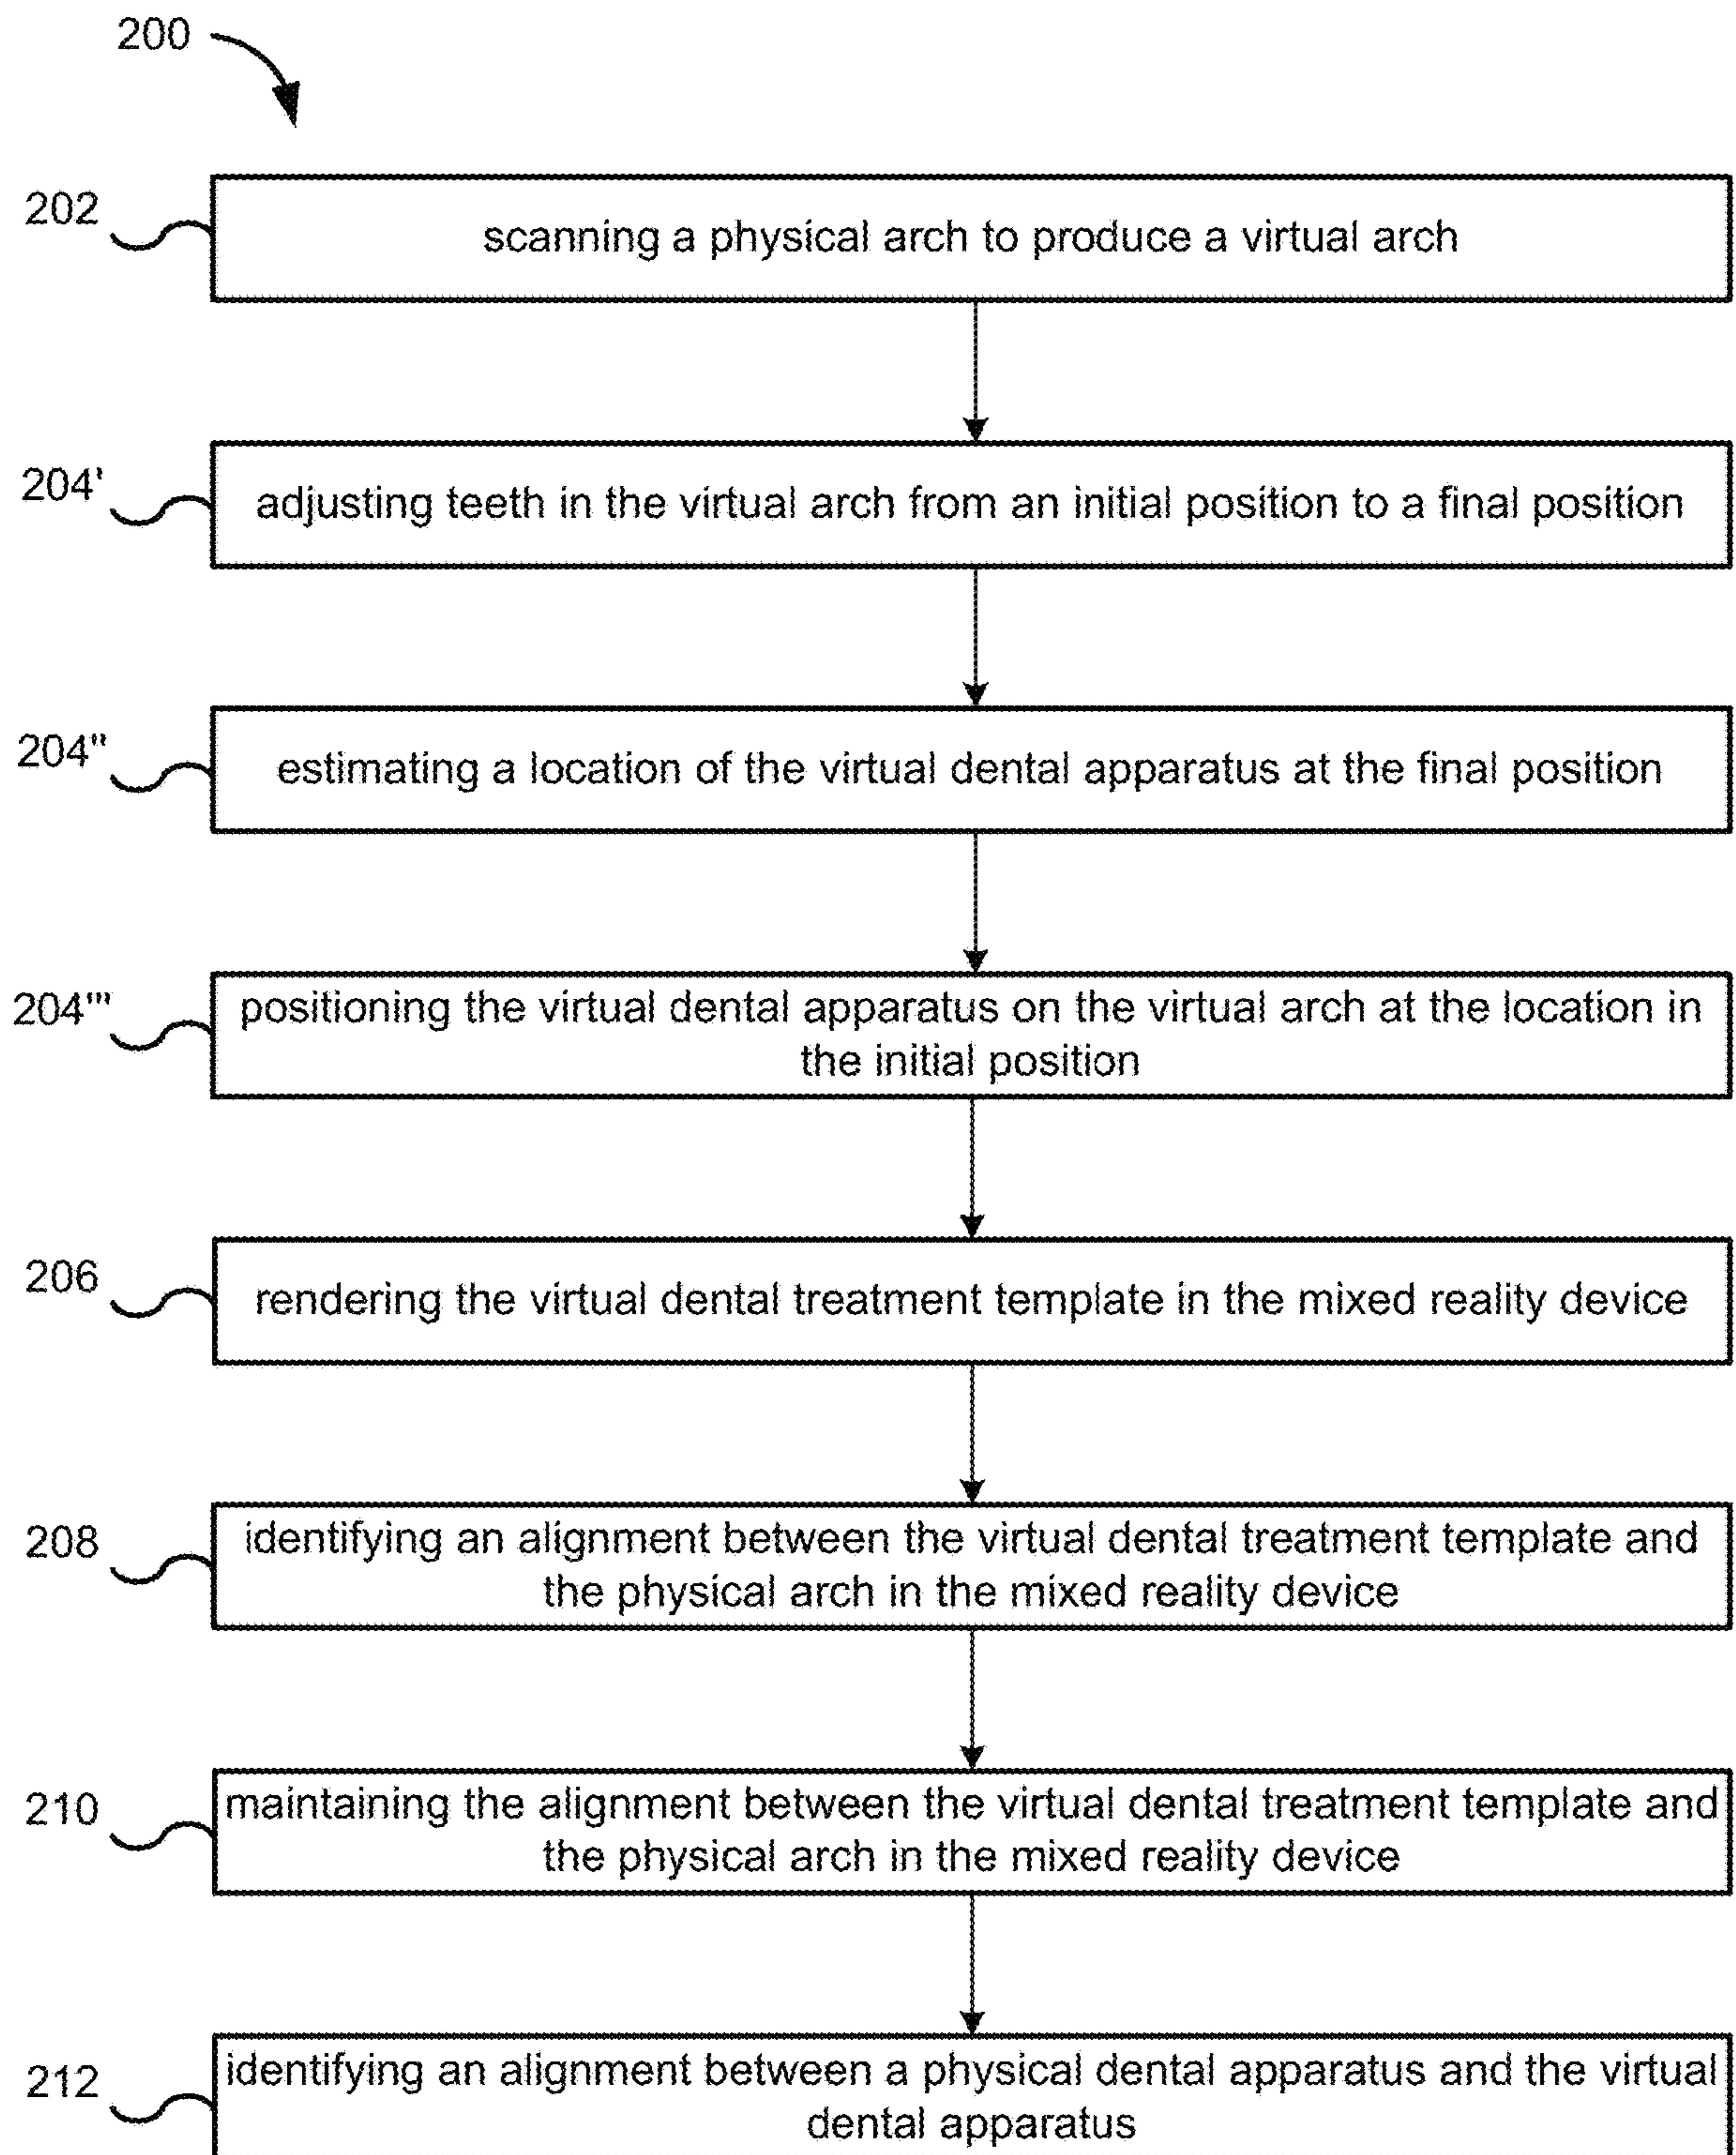 200
202
scanning a physical arch to produce a virtual arch
204'
adjusting teeth in the virtual arch from an initial position to a final position
204"
estimating a location of the virtual dental apparatus at the final position
204'"
positioning the virtual dental apparatus on the virtual arch at the location in
the initial position
206
rendering the virtual dental treatment template in the mixed reality device
208
identifying an alignment between the virtual dental treatment template and
the physical arch in the mixed reality device
210
maintaining the alignment between the virtual dental treatment template and
the physical arch in the mixed reality device
212
identifying an alignment between a physical dental apparatus and the virtual
dental apparatus